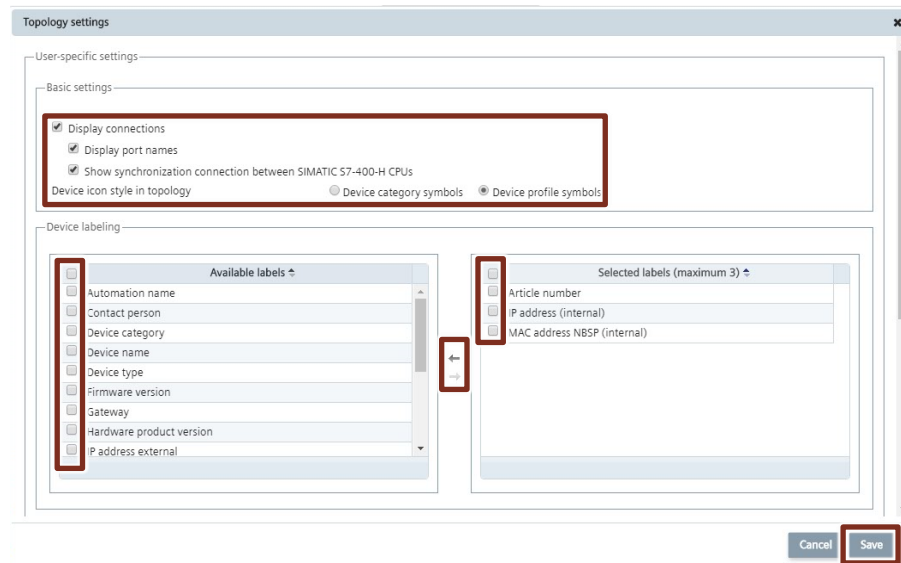 Topology settings
User-specific settings
Basic settings
Display connections
Display port names
Show synchronization connection between SIMATIC S7-400-H CPUs
Device icon style in topology Device category symbols Device profile symbols
Device labeling
Available labels
Automation name
Contact person
Device category
Device name
Device type
Firmware version
Gateway
Hardware product version
IP address external
Selected labels (maximum 3)
Article number
IP address (internal)
MAC address NBSP (internal)
Cancel Save